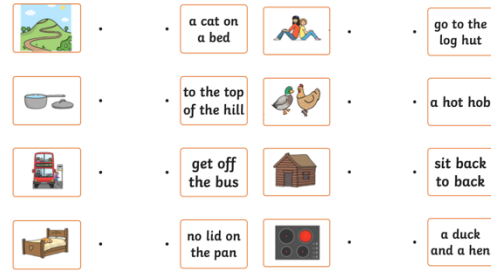 a cat on
a bed
to the top
of the hill
get off
the bus
no lid on
the pan
go to the
log hut
a hot hob
sit back
to back
a duck
and a hen